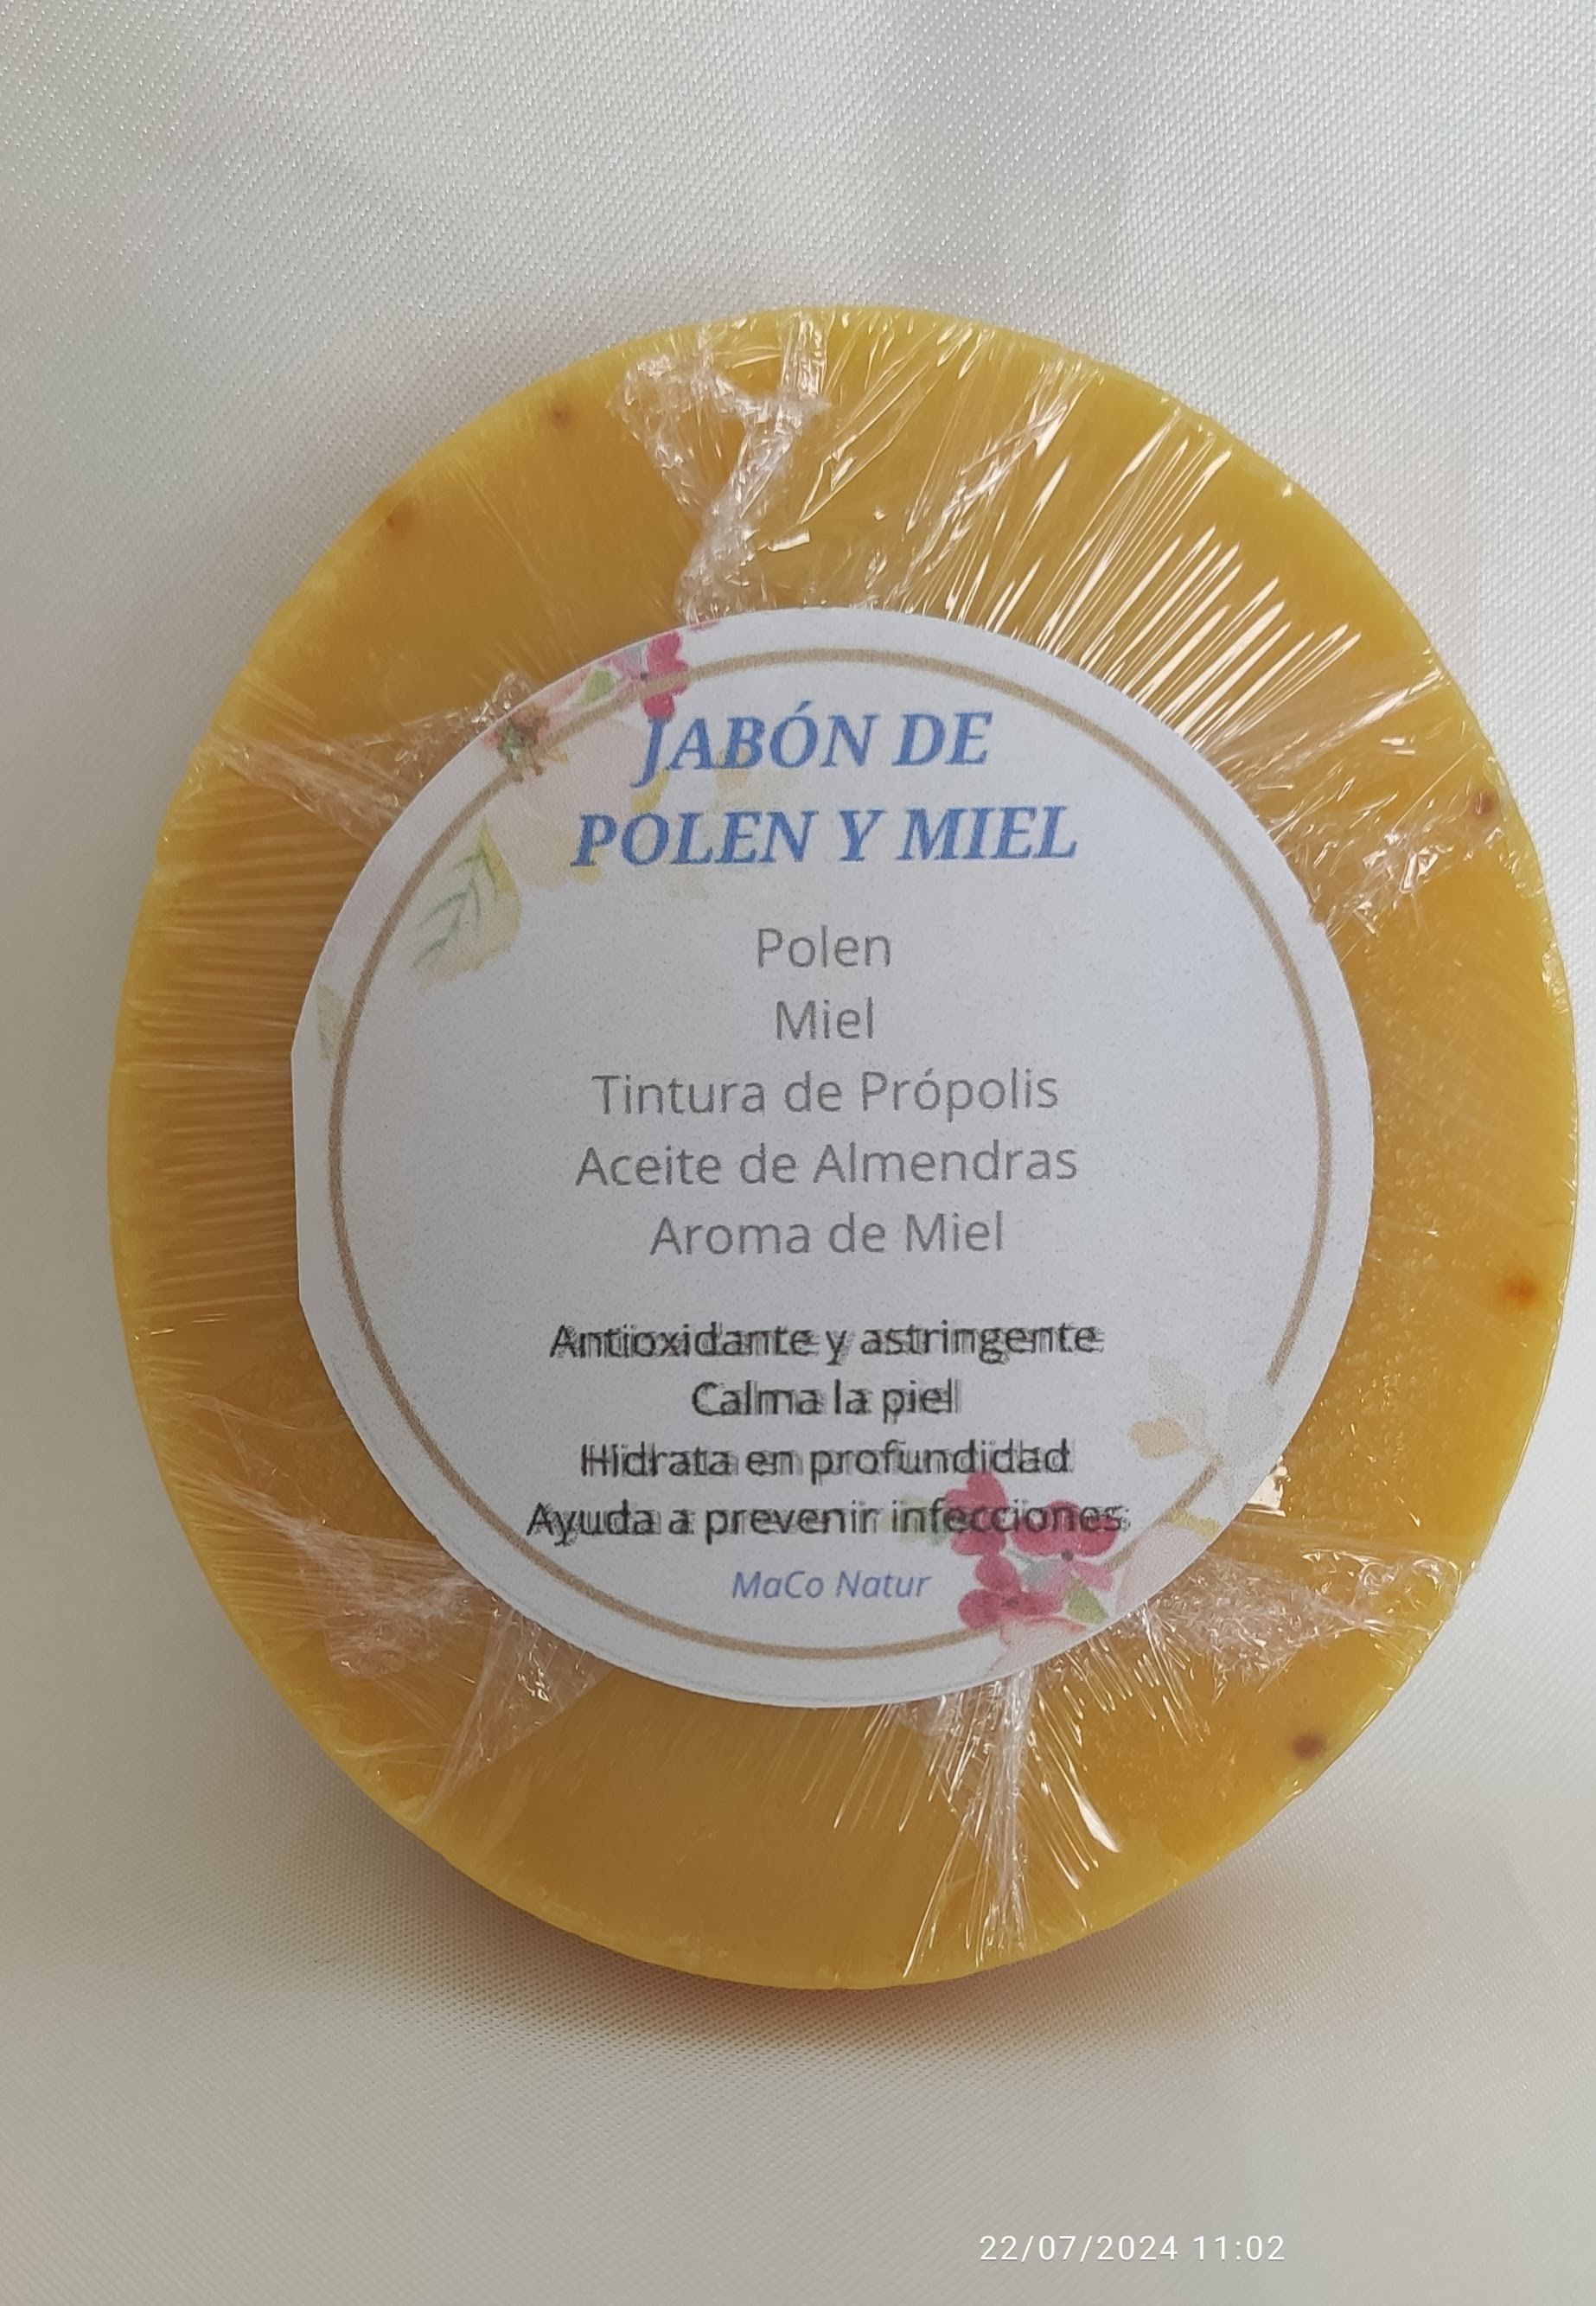 JABÓN DE
POLEN Y MIEL
Polen
Miel
Tintura de Própolis
Aceite de Almendras
Aroma de Miel
Antioxidante y astringente
Calma la piel
Hidrata en profundidad
Ayuda a prevenir infecciones
MaCo Natur
22/07/2024 11:02